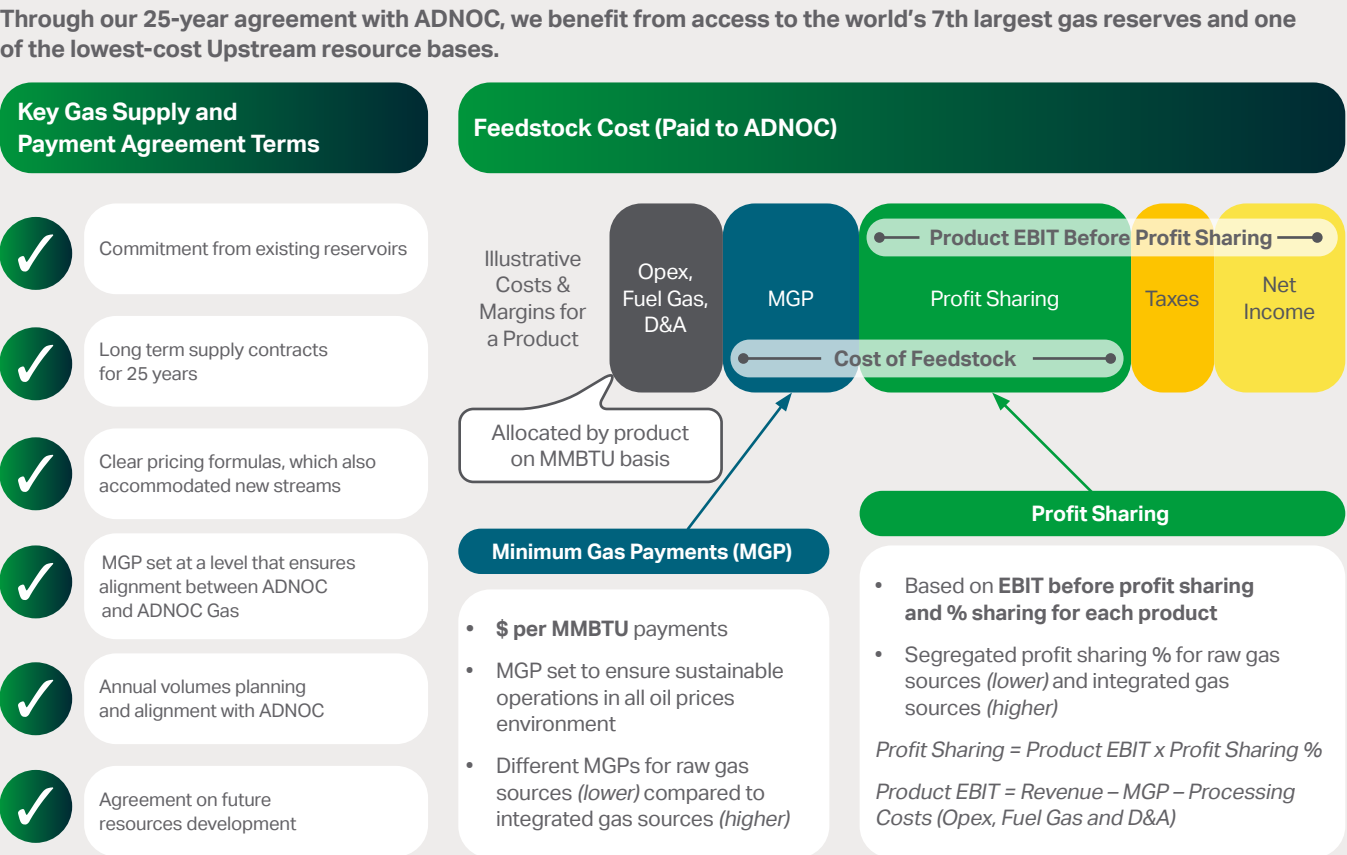 Through our 25-year agreement with ADNOC, we benefit from access to the world’s 7th largest gas reserves and one
of the lowest-cost Upstream resource bases.
Key Gas Supply and
Payment Agreement Terms
Commitment from existing reservoirs
Long term supply contracts
for 25 years
Clear pricing formulas, which also
accommodated new streams
MGP set at a level that ensures
alignment between ADNOC
and ADNOC Gas
Annual volumes planning
and alignment with ADNOC
Agreement on future
resources development
Feedstock Cost (Paid to ADNOC)
Illustrative
Costs &
Margins for
a Product
Opex,
Fuel Gas,
D&A
MGP
Product EBIT Before Profit Sharing
Profit Sharing
Taxes
Net
Income
Cost of Feedstock
Allocated by product
on MMBTU basis
Minimum Gas Payments (MGP)
• $ per MMBTU payments
• MGP set to ensure sustainable
operations in all oil prices
environment
• Different MGPs for raw gas
sources (lower) compared to
integrated gas sources (higher)
Profit Sharing
• Based on EBIT before profit sharing
and % sharing for each product
• Segregated profit sharing % for raw gas
sources (lower) and integrated gas
sources (higher)
Profit Sharing = Product EBIT x Profit Sharing %
Product EBIT = Revenue – MGP – Processing
Costs (Opex, Fuel Gas and D&A)